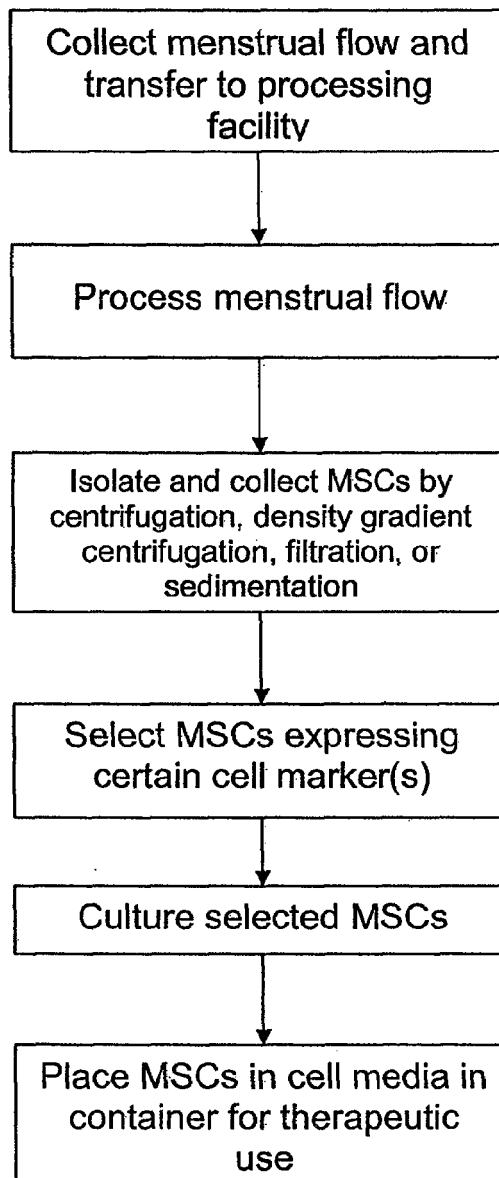 Collect menstrual flow and
transfer to processing
facility
Process menstrual flow
Isolate and collect MSCs by
centrifugation, density gradient
centrifugation, filtration, or
sedimentation
Select MSCs expressing
certain cell marker(s)
Culture selected MSCs
Place MSCs in cell media in
container for therapeutic
use